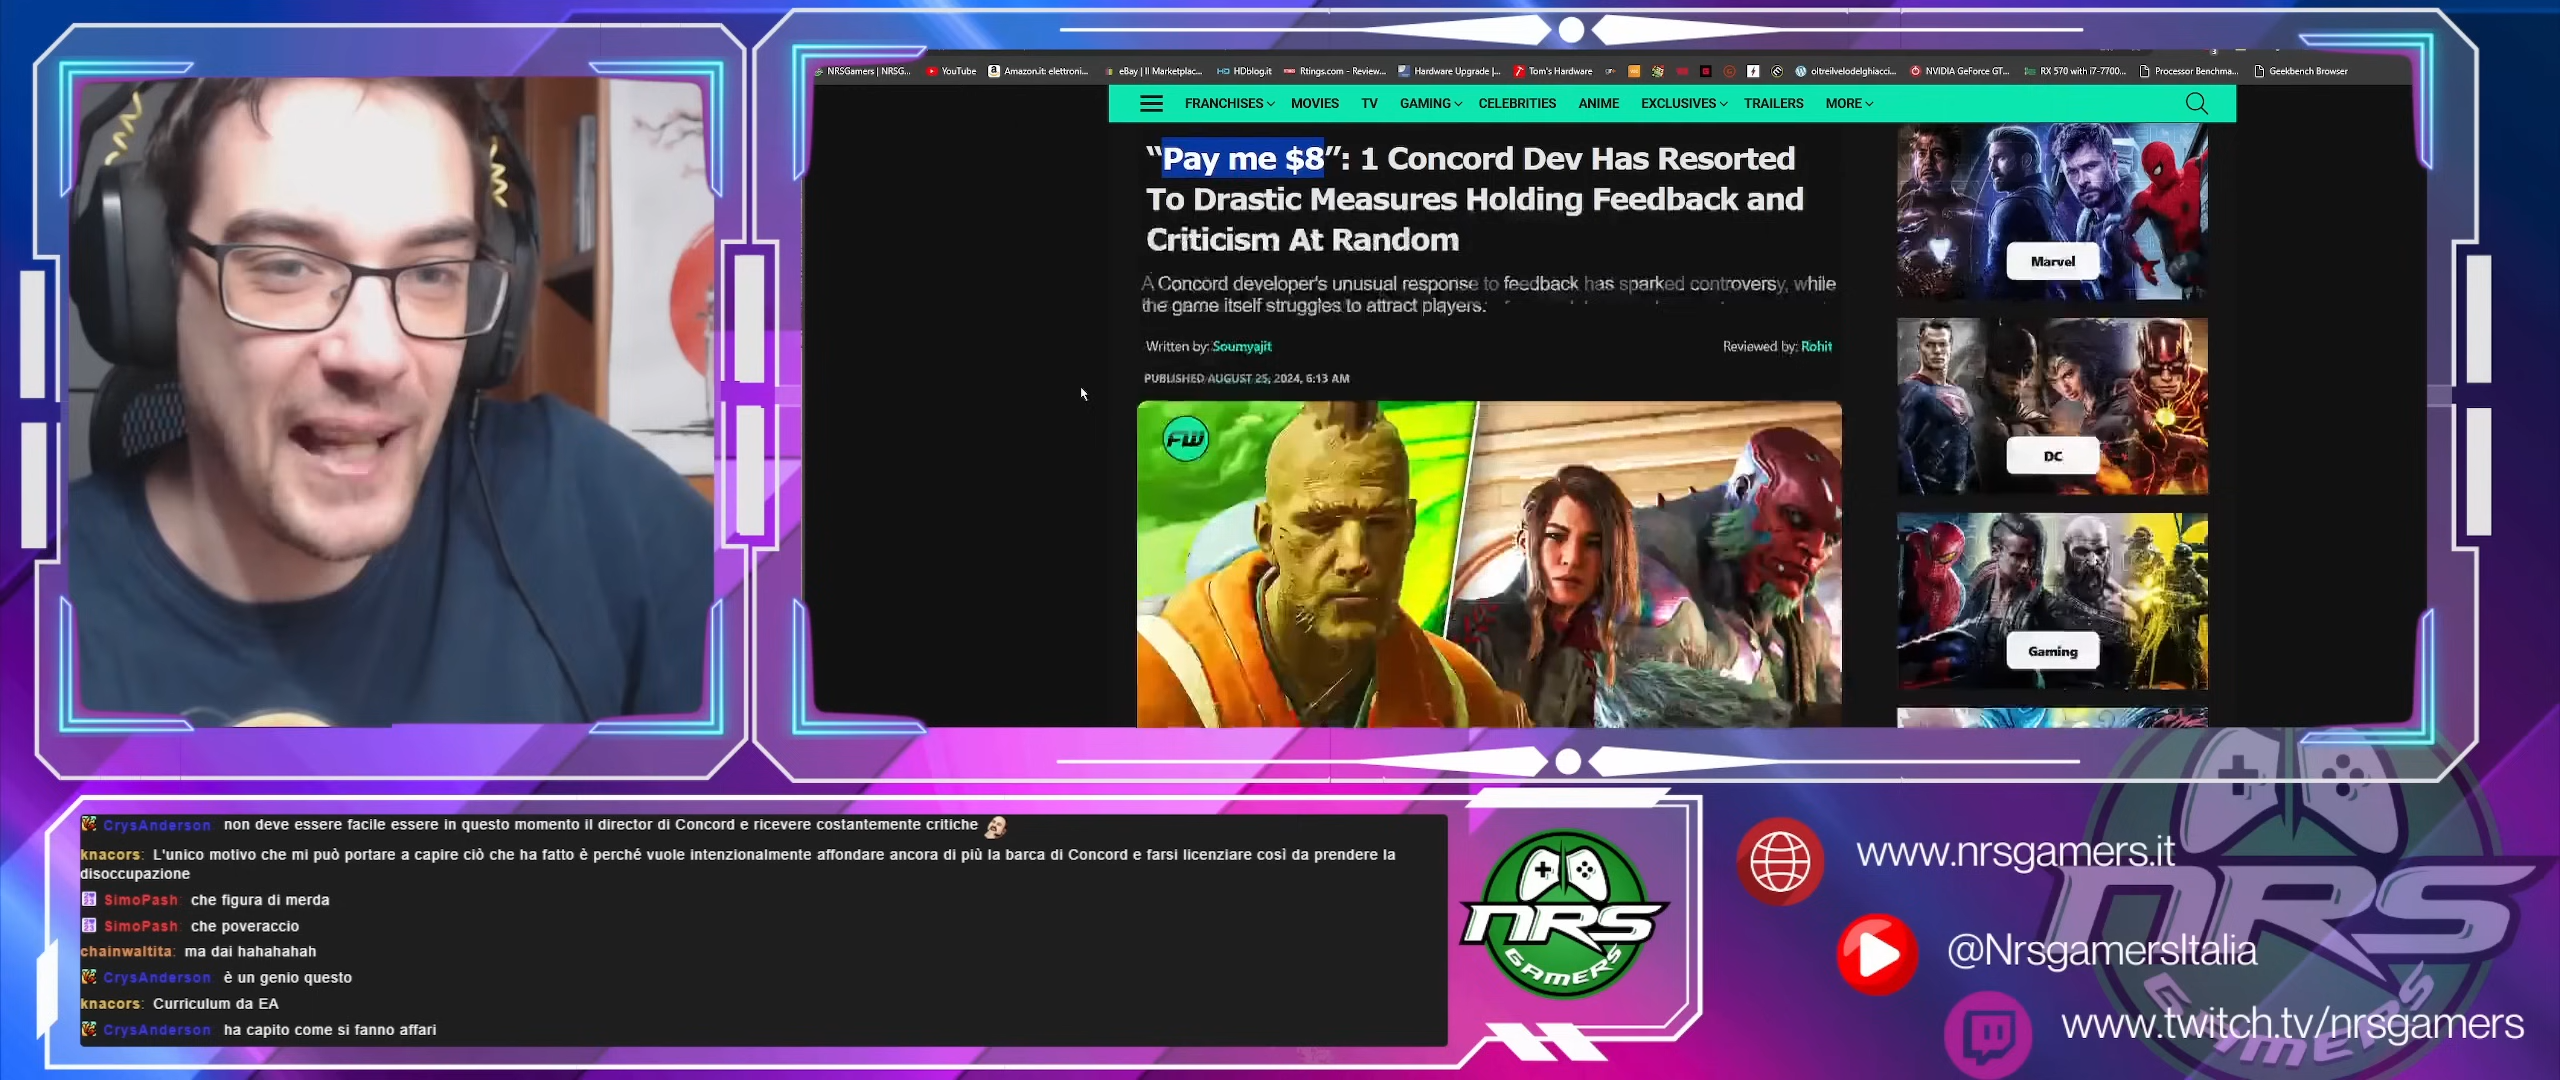 NRSGamers | NRSG...
YouTube
Amazon.it: elettroni...
eBay | Il Marketplac...
HDblog.it
Rtings.com - Review...
Hardware Upgrade |...
Tom's Hardware
oltreilvelodelghiacci...
NVIDIA GeForce GT...
RX 570 with i7-7700...
Processor Benchma...
Geekbench Browser
FRANCHISES
MOVIES
TV
GAMING
CELEBRITIES
ANIME
EXCLUSIVES
TRAILERS
MORE
“Pay me $8”: 1 Concord Dev Has Resorted
To Drastic Measures Holding Feedback and
Criticism At Random
A Concord developer's unusual response to feedback has sparked controversy, while
the game itself struggles to attract players.
Written by: Soumyajit
Reviewed by: Rohit
PUBLISHED AUGUST 25, 2024, 6:13 AM
FW
Marvel
DC
Gaming
CrysAnderson: non deve essere facile essere in questo momento il director di Concord e ricevere costantemente critiche
knacors: L'unico motivo che mi può portare a capire ciò che ha fatto è perché vuole intenzionalmente affondare ancora di più la barca di Concord e farsi licenziare così da prendere la
disoccupazione
SimoPash: che figura di merda
SimoPash: che poveraccio
chainwaltita: ma dai hahahahah
CrysAnderson: è un genio questo
knacors: Curriculum da EA
CrysAnderson: ha capito come si fanno affari
NRS
GAMERS
www.nrsgamers.it
@NrsgamersItalia
www.twitch.tv/nrsgamers
NRS
GAMERS